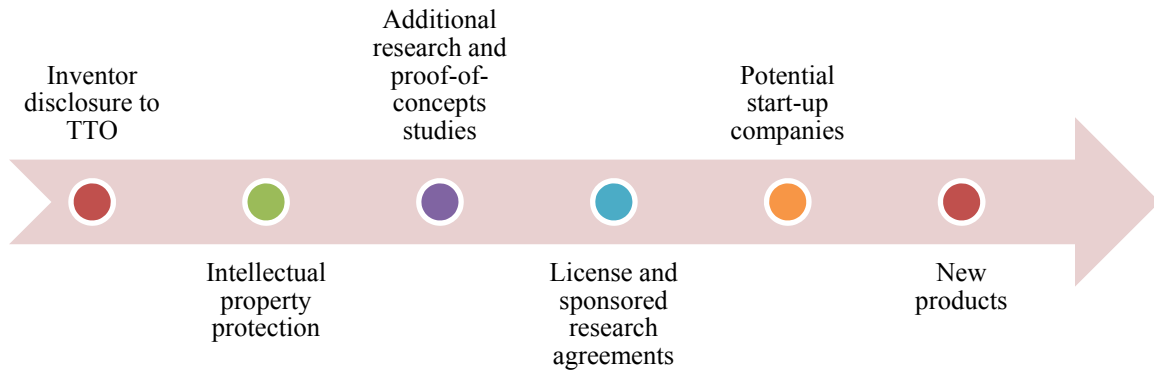 Inventor
disclosure to
TTO
Intellectual
property
protection
Additional
research and
proof-of-
concepts
studies
License and
sponsored
research
agreements
Potential
start-up
companies
New
products